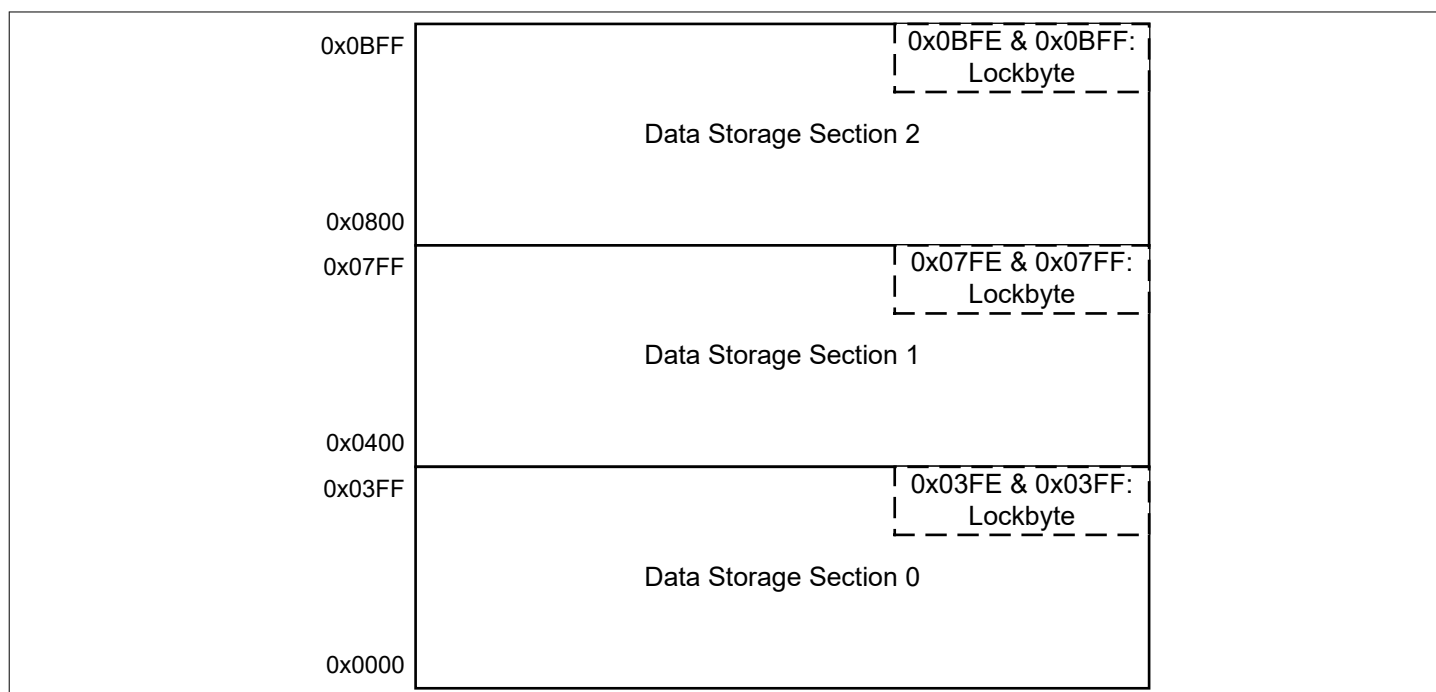 0x0BFF
0x0BFE & 0x0BFF:
Lockbyte
Data Storage Section 2
0x0800
0x07FF
0x07FE & 0x07FF:
Lockbyte
Data Storage Section 1
0x0400
0x03FF
0x03FE & 0x03FF:
Lockbyte
Data Storage Section 0
0x0000